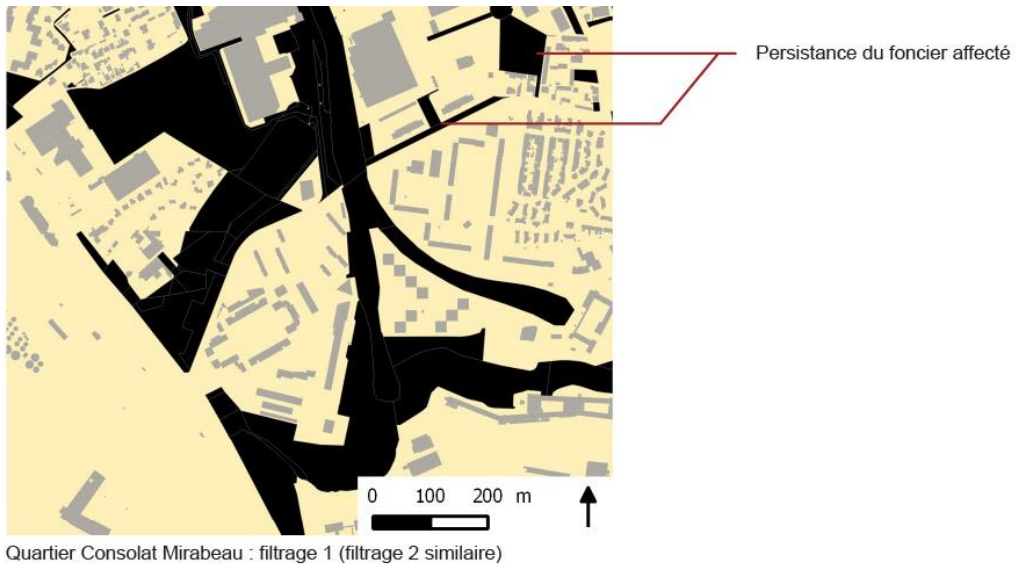 Persistance du foncier affecté
0 100 200 m
Quartier Consolat Mirabeau : filtrage 1 (filtrage 2 similaire)